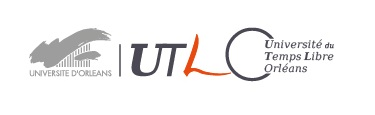 UNIVERSITE D'ORLEANS
UTL
Université du
Temps Libre
Orléans